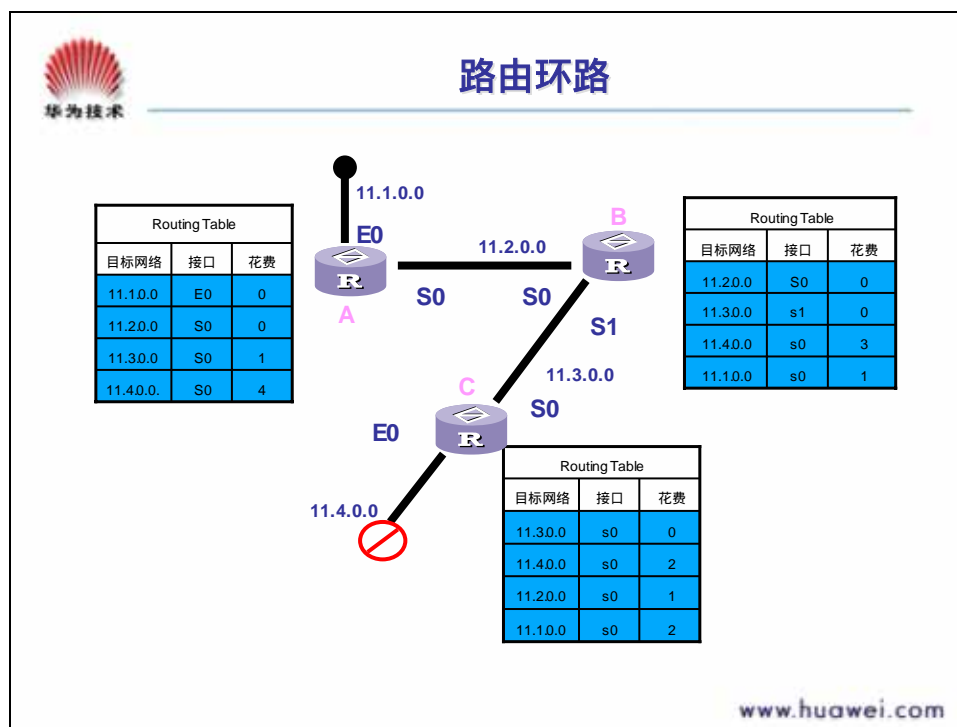 华为技术
路由环路
11.1.0.0
E0
A
S0
11.2.0.0
S0
B
S1
11.3.0.0
C
S0
E0
11.4.0.0
R
R
R
Routing Table
目标网络 接口 花费
11.1.0.0 E0 0
11.2.0.0 S0 0
11.3.0.0 S0 1
11.4.0.0. S0 4
Routing Table
目标网络 接口 花费
11.2.0.0 S0 0
11.3.0.0 s1 0
11.4.0.0 s0 3
11.1.0.0 s0 1
Routing Table
目标网络 接口 花费
11.3.0.0 s0 0
11.4.0.0 s0 2
11.2.0.0 s0 1
11.1.0.0 s0 2
www.huawei.com